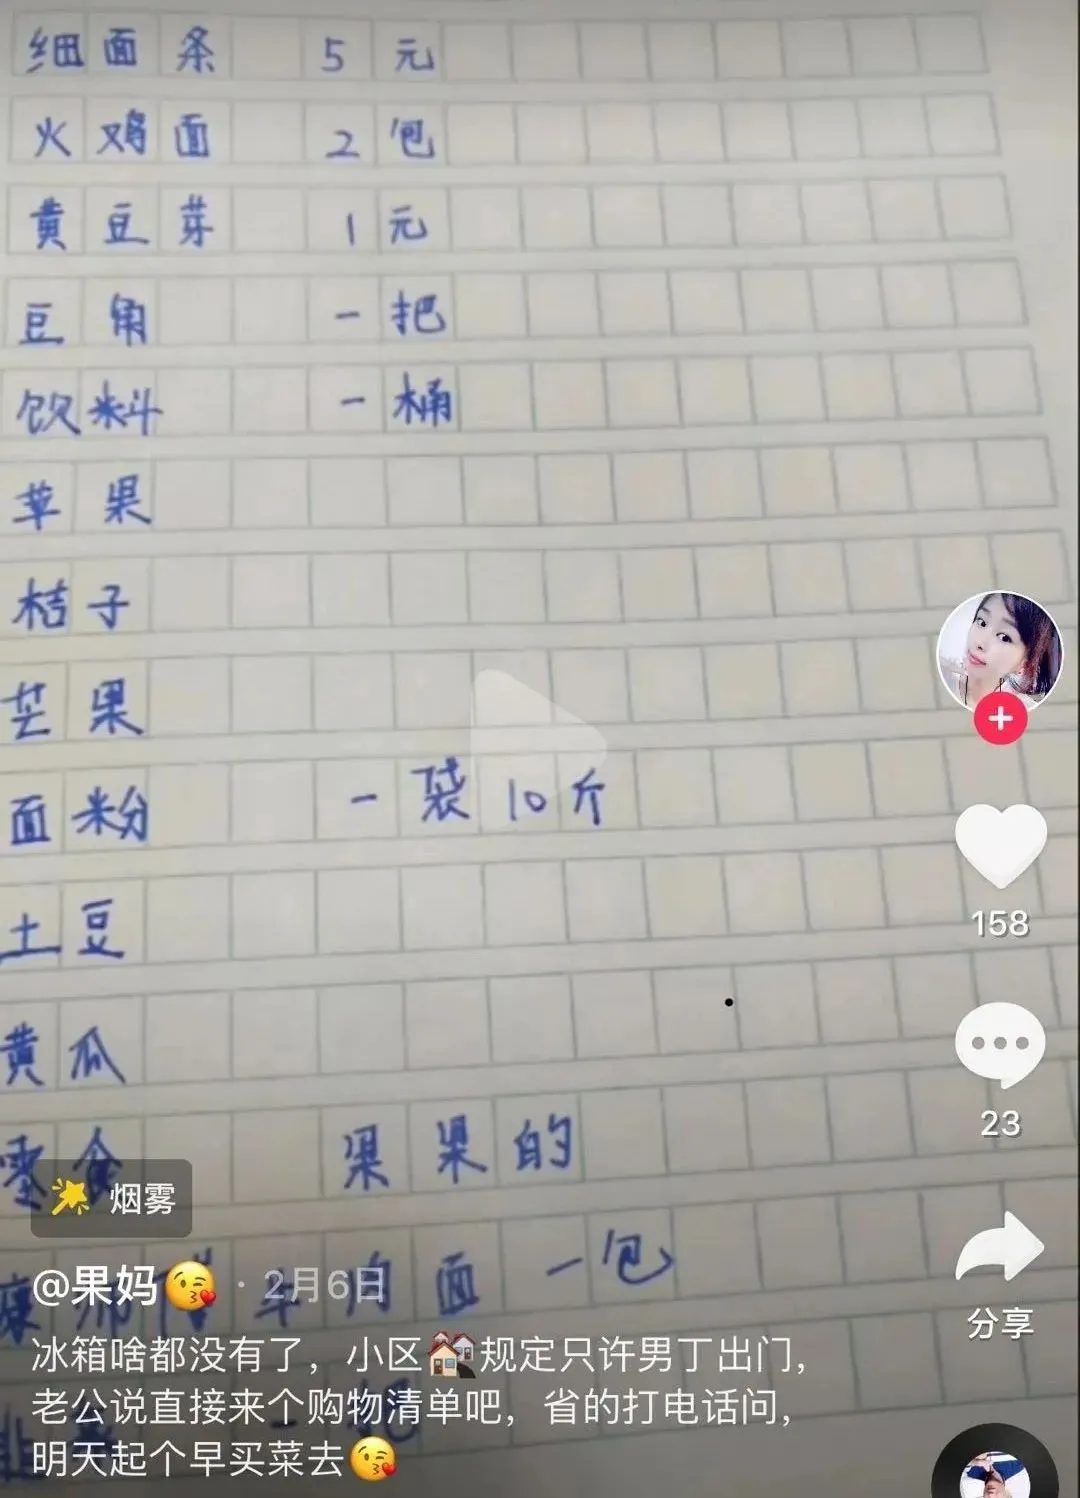 细面条 5元
火鸡面 2包
黄豆芽 1元
豆角 一把
饮料 一桶
苹果
桔子
芒果
面粉 一袋10斤
土豆
黄瓜
零食 果果的
烟雾
牛肉面 一包
@果妈😘 · 2月6日
冰箱啥都没有了，小区🏘规定只许男丁出门，
老公说直接来个购物清单吧，省的打电话问，
明天起个早买菜去😘
158
23
分享